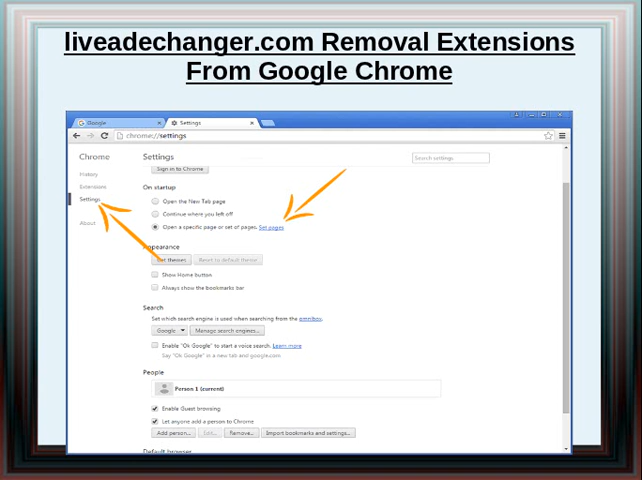 liveadechanger.com Removal Extensions
From Google Chrome
Google
Settings
chrome://settings
Chrome
Settings
Search settings
History
Extensions
Settings
About
Sign in to Chrome
On startup
Open the New Tab page
Continue where you left off
Open a specific page or set of pages. Set pages
Appearance
Get themes Reset to default theme
Show Home button
Always show the bookmarks bar
Search
Set which search engine is used when searching from the omnibox.
Google Manage search engines...
Enable "Ok Google" to start a voice search. Learn more
Say "Ok Google" in a new tab and google.com
People
Person 1 (current)
Enable Guest browsing
Let anyone add a person to Chrome
Add person... Edit... Remove... Import bookmarks and settings...
Default browser